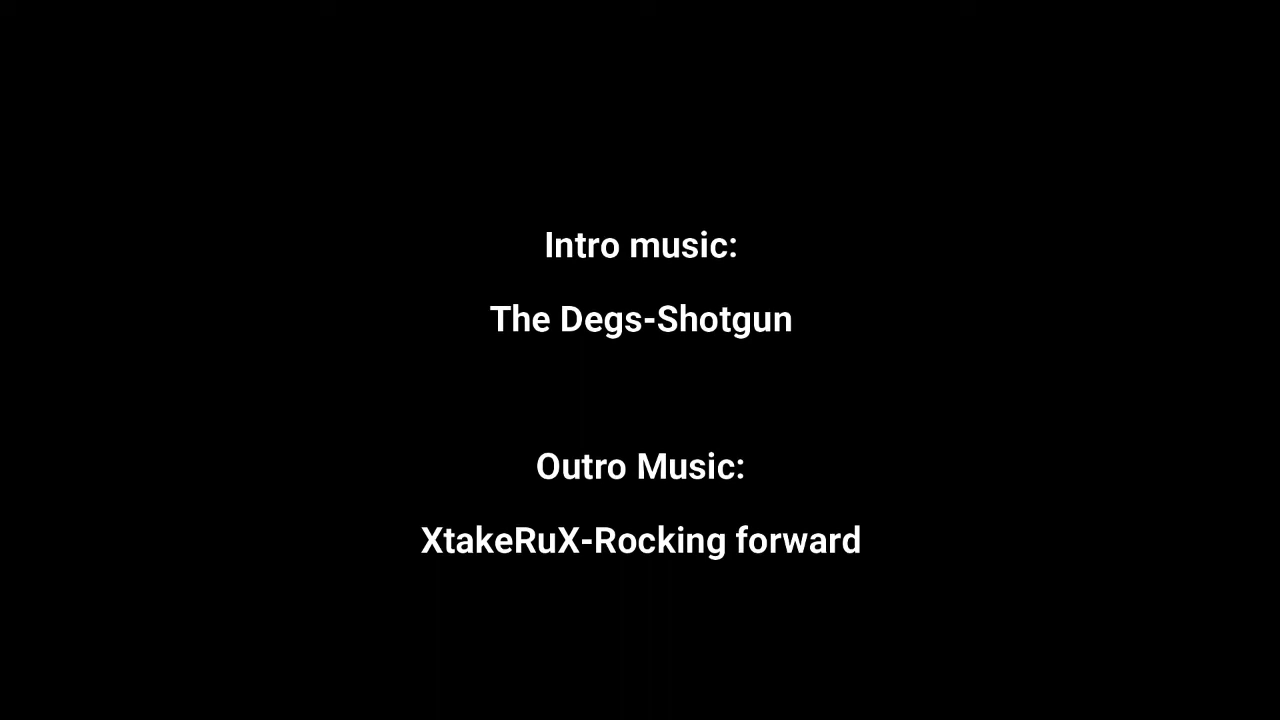 Intro music:
The Degs-Shotgun
Outro Music:
XtakeRuX-Rocking forward